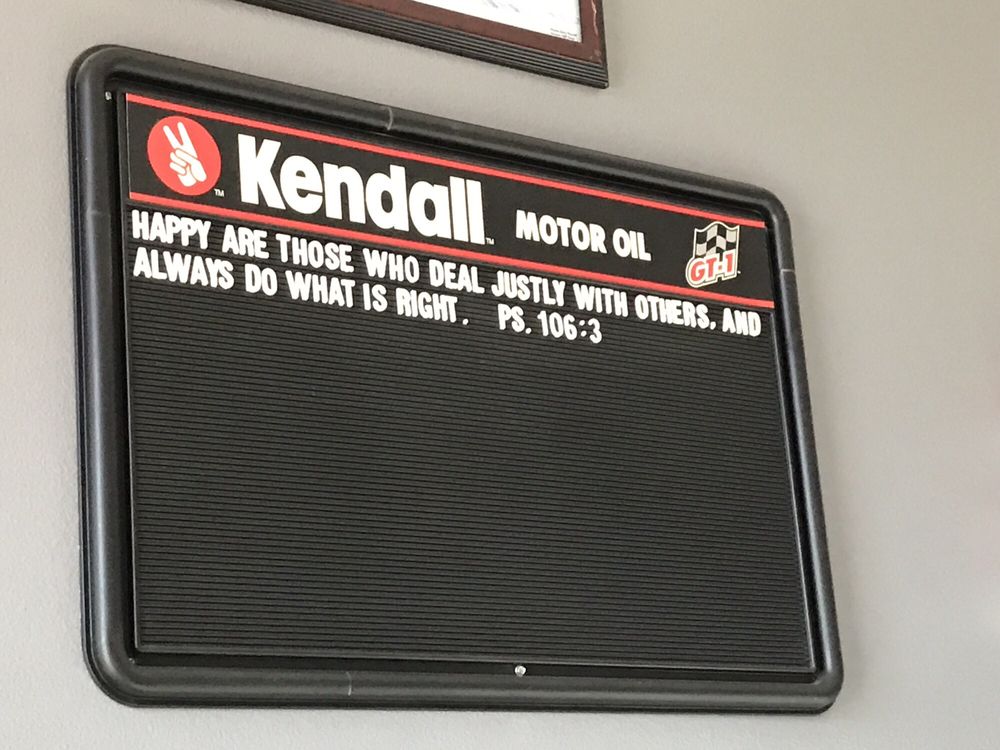 Kendall™ MOTOR OIL GT-1
HAPPY ARE THOSE WHO DEAL JUSTLY WITH OTHERS, AND
ALWAYS DO WHAT IS RIGHT. PS. 106:3